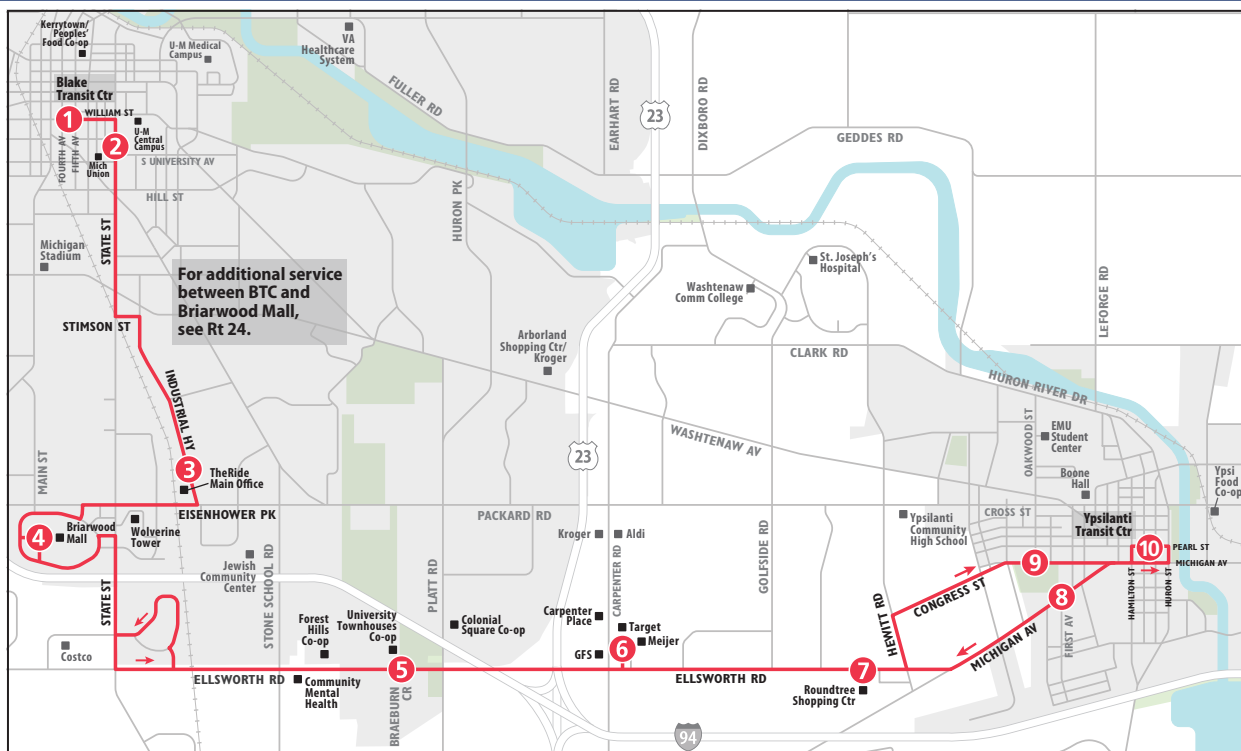 Kerrytown/
Peoples'
Food Co-op
U-M Medical
Campus
VA
Healthcare
System
Blake
Transit Ctr
1
WILLIAM ST
2
U-M
Central
Campus
FOURTH AV
FIFTH AV
Mich
Union
S UNIVERSITY AV
HILL ST
STATE ST
Michigan
Stadium
FULLER RD
HURON PK
EARHART RD
23
DIXBORO RD
GEDDES RD
For additional service
between BTC and
Briarwood Mall,
see Rt 24.
STIMSON ST
INDUSTRIAL HY
Arborland
Shopping Ctr/
Kroger
Washtenaw
Comm College
St. Joseph's
Hospital
CLARK RD
LEFORGE RD
HURON RIVER DR
WASHTENAW AV
23
MAIN ST
3
TheRide
Main Office
EISENHOWER PK
4
Briarwood
Mall
Wolverine
Tower
Jewish
Community
Center
STONE SCHOOL RD
PACKARD RD
PLATT RD
Kroger
Aldi
CARPENTER RD
GOLFSIDE RD
Ypsilanti
Community
High School
OAKWOOD ST
EMU
Student
Center
Boone
Hall
CROSS ST
Ypsi
Food
Co-op
Ypsilanti
Transit Ctr
10
PEARL ST
MICHIGAN AV
9
HAMILTON ST
HURON ST
8
FIRST AV
CONGRESS ST
HEWITT RD
MICHIGAN AV
STATE ST
Costco
Forest
Hills
Co-op
University
Townhouses
Co-op
Colonial
Square Co-op
Carpenter
Place
Target
6
Meijer
GFS
5
7
ELLSWORTH RD
Community
Mental
Health
BRAEBURN
CR
ELLSWORTH RD
Roundtree
Shopping Ctr
94